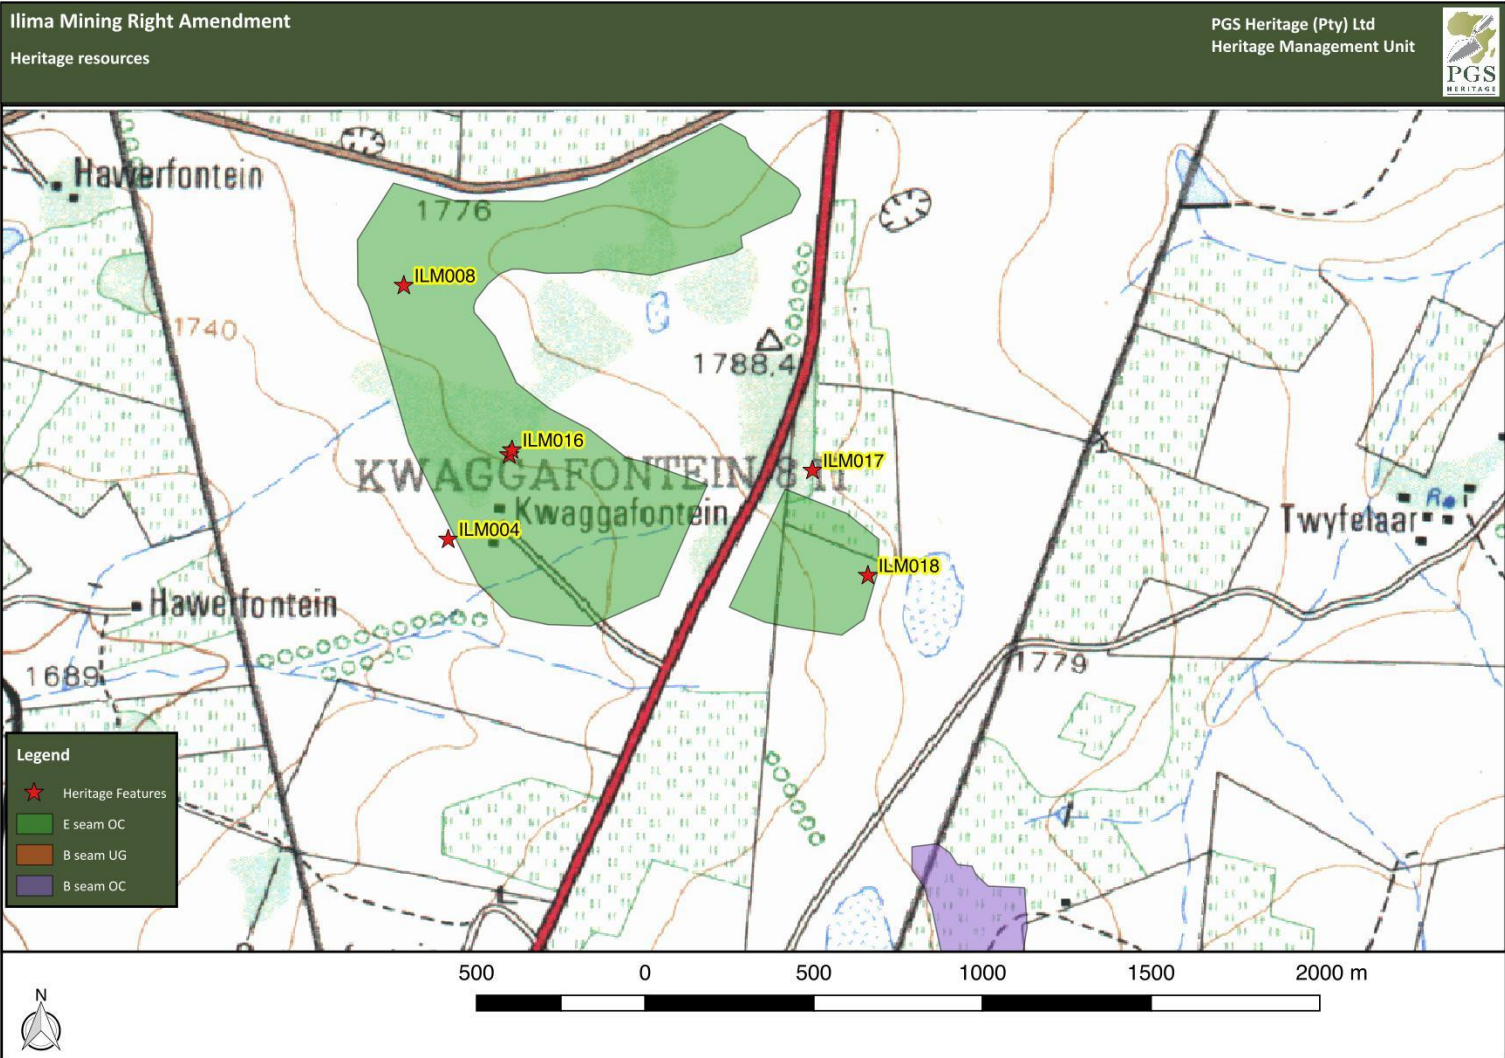 Ilima Mining Right Amendment
Heritage resources
PGS Heritage (Pty) Ltd
Heritage Management Unit
PGS
HERITAGE
Hawerfontein
1776
ILM008
1740
1788.4
ILM016
ILM017
KWAGGAFONTEIN 8 IT
Kwaggafontein
ILM004
Twyfelaar
ILM018
Hawerfontein
1779
1689
Legend
Heritage Features
E seam OC
B seam UG
B seam OC
N
500 0 500 1000 1500 2000 m